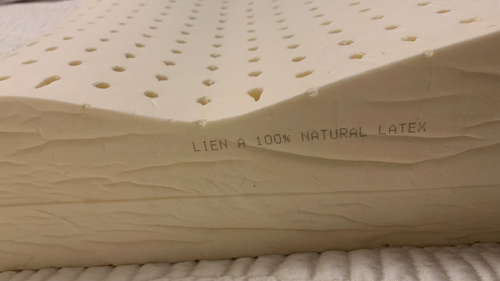 LIEN A 100% NATURAL LATEX